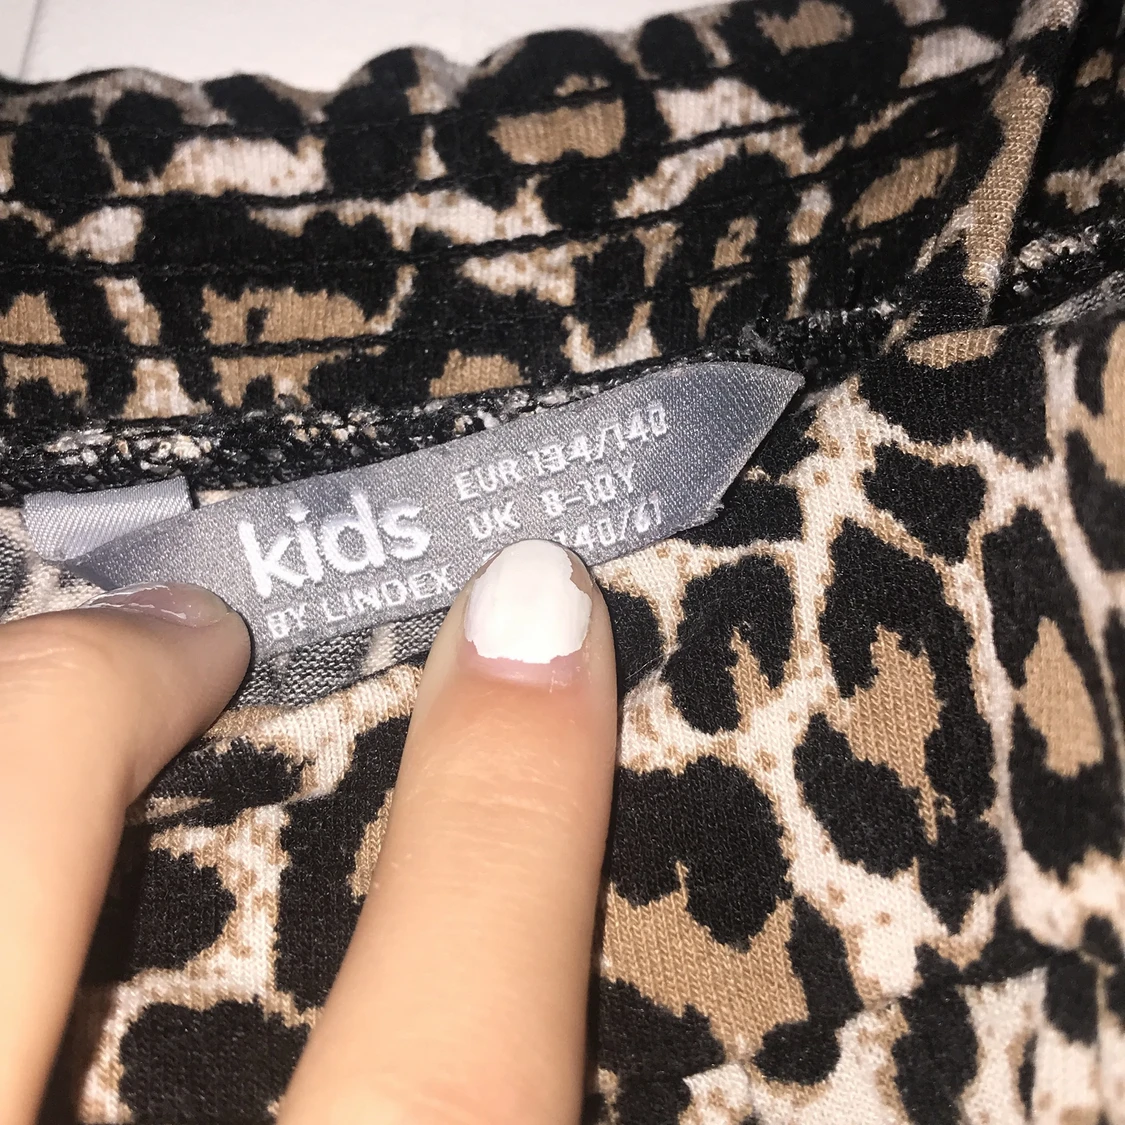 kids
BY LINDEX
EUR 134/140
UK 8-10Y
140/61